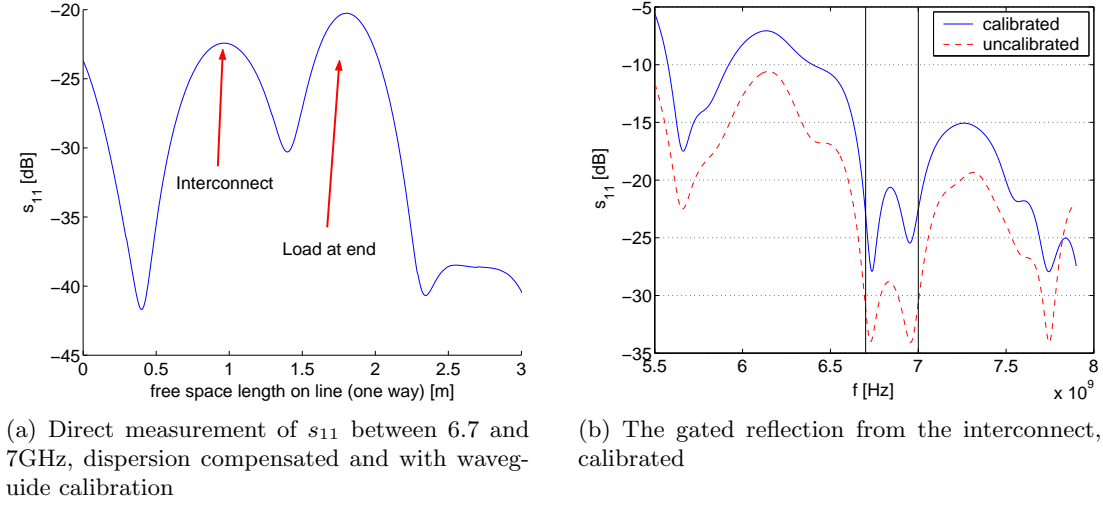 −20
−25
−30
−35
−40
−45
s11 [dB]
Interconnect
Load at end
0 0.5 1 1.5 2 2.5 3
free space length on line (one way) [m]
−5
−10
−15
−20
−25
−30
−35
s11 [dB]
calibrated
uncalibrated
5.5 6 6.5 7 7.5 8
f [Hz]
x 10^9
(a) Direct measurement of s11 between 6.7 and
7GHz, dispersion compensated and with waveg-
uide calibration
(b) The gated reflection from the interconnect,
calibrated